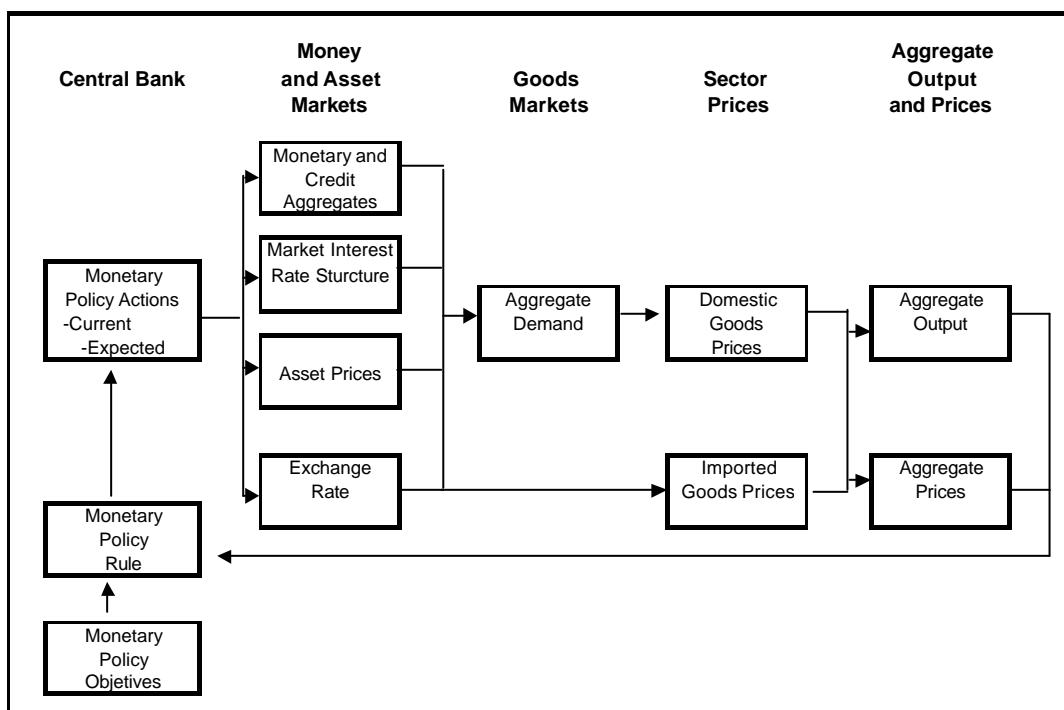 Central Bank
Money
and Asset
Markets
Goods
Markets
Sector
Prices
Aggregate
Output
and Prices
Monetary and
Credit
Aggregates
Market Interest
Rate Sturcture
Monetary
Policy Actions
-Current
-Expected
Aggregate
Demand
Domestic
Goods
Prices
Aggregate
Output
Asset Prices
Exchange
Rate
Imported
Goods Prices
Aggregate
Prices
Monetary
Policy
Rule
Monetary
Policy
Objetives